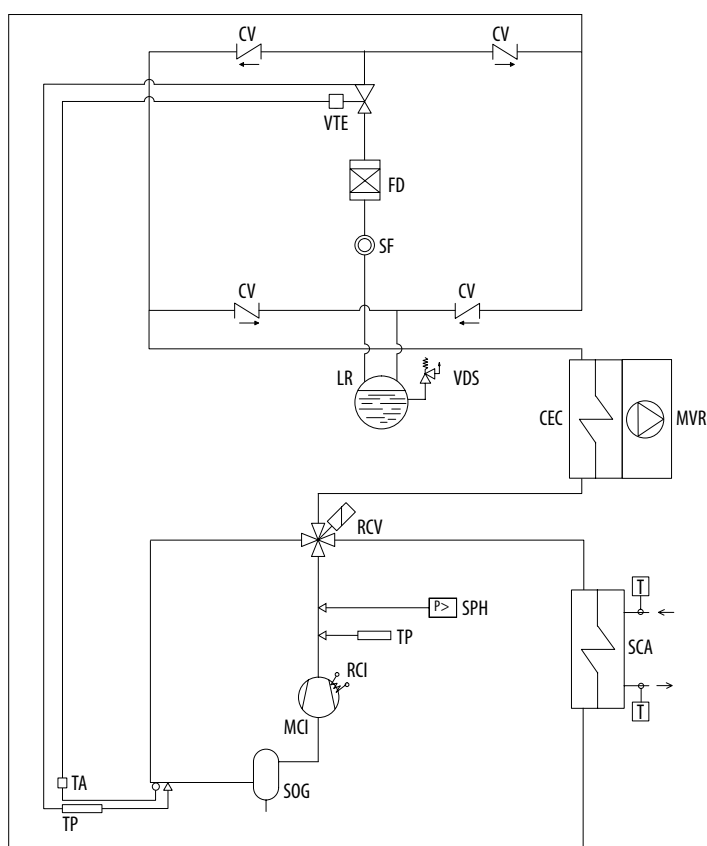 CV
CV
VTE
FD
SF
CV
CV
LR
VDS
CEC
MVR
RCV
P>
SPH
T
TP
SCA
RCI
MCI
T
TA
SOG
TP